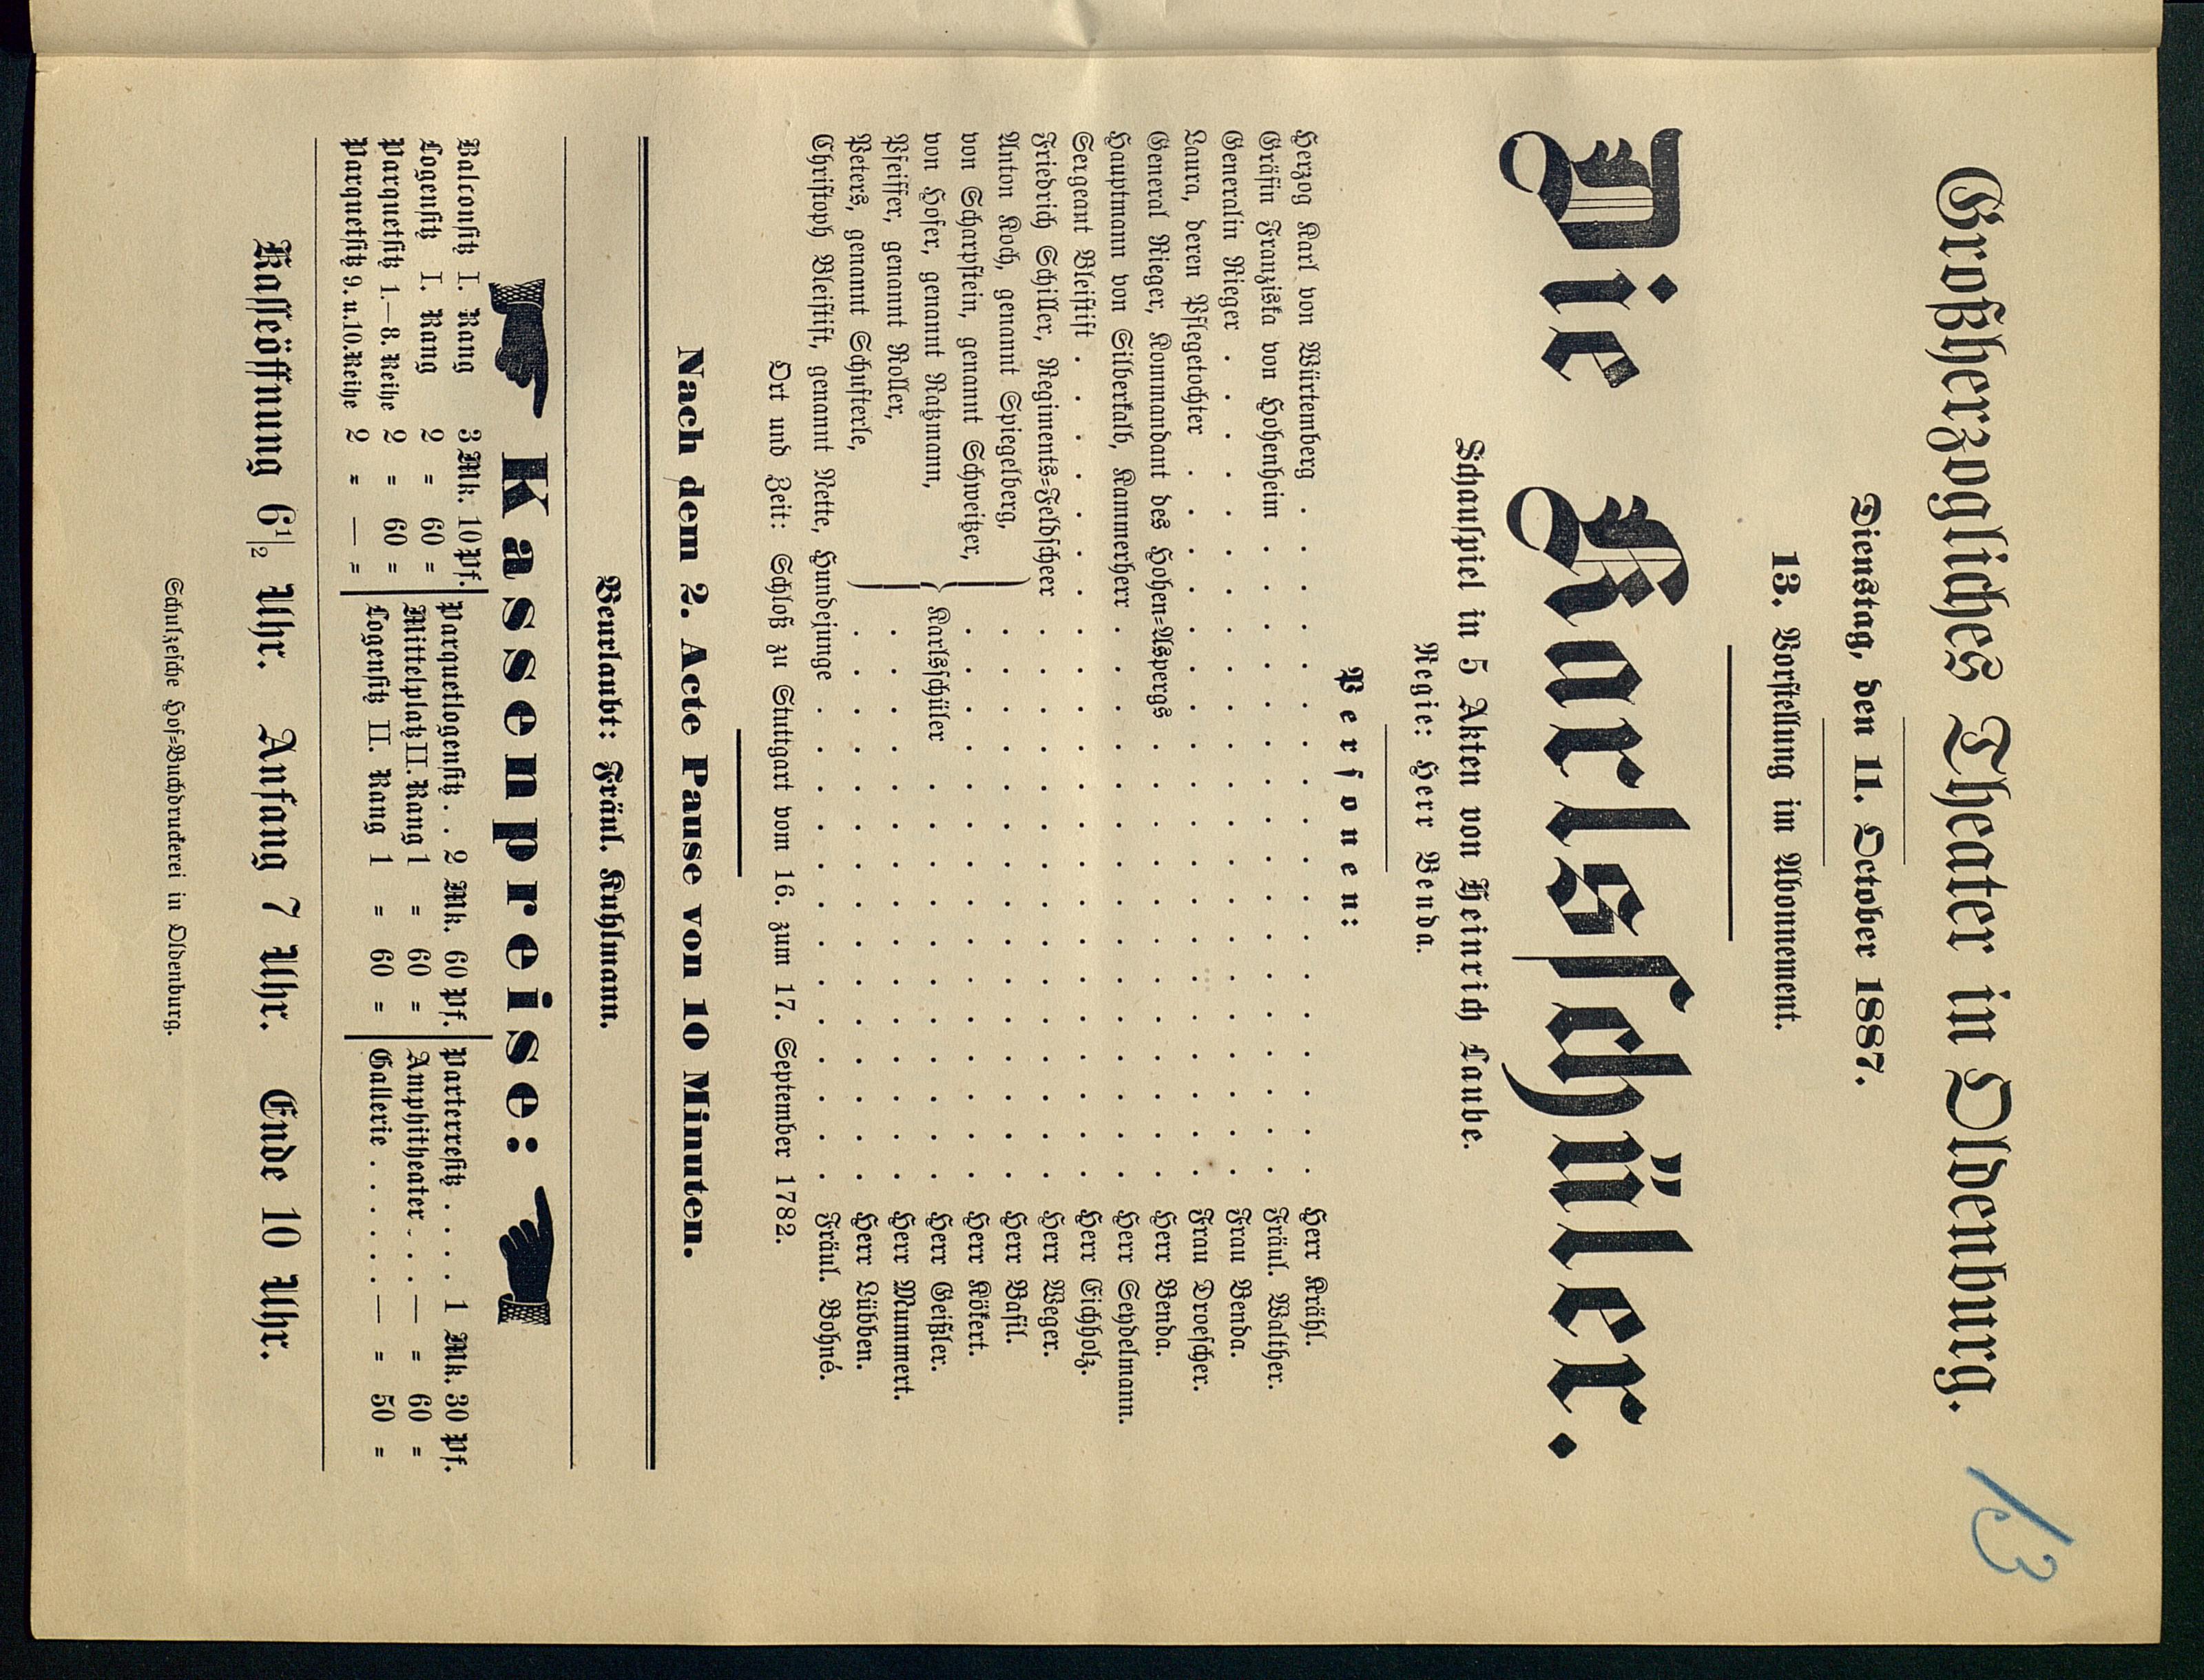 Großherzogliches Theater in Oldenburg.
13
Dienstag, den 11. October 1887.
13. Vorstellung im Abonnement.
Die Karlsschüler.
Schauspiel in 5 Akten von Heinrich Laube.
Regie: Herr Benda.
Personen:
Herzog Karl von Würtemberg . . . . . . . . . . . . . . . . . . Herr Krähl.
Gräfin Franziska von Hohenheim . . . . . . . . . . . . . . . . . Fräul. Walther.
Generalin Rieger . . . . . . . . . . . . . . . . . . . . . . Frau Benda.
Laura, deren Pflegetochter . . . . . . . . . . . . . . . . . . . Frau Droescher.
General Rieger, Kommandant des Hohen=Aspergs . . . . . . . . . . . . Herr Benda.
Hauptmann von Silberkalb, Kammerherr . . . . . . . . . . . . . . . Herr Seydelmann.
Sergeant Bleistift . . . . . . . . . . . . . . . . . . . . . . Herr Eichholz.
Friedrich Schiller, Regiments=Feldscheer . . . . . . . . . . . . . . . Herr Weger.
Anton Koch, genannt Spiegelberg, . . . . . . . . . . . . . . . Herr Basil.
von Scharpstein, genannt Schweitzer, . . . . . . . . . . . . . . . Herr Kökert.
von Hofer, genannt Ratzmann, } Karlsschüler . . . . . . . . . . . Herr Geißler.
Pfeiffer, genannt Roller, . . . . . . . . . . . . . . . Herr Mummert.
Peters, genannt Schufterle, . . . . . . . . . . . . . . . Herr Lübben.
Christoph Bleistift, genannt Nette, Hundejunge . . . . . . . . . . . . . Fräul. Bohné.
Ort und Zeit: Schloß zu Stuttgart vom 16. zum 17. September 1782.
Nach dem 2. Acte Pause von 10 Minuten.
Beurlaubt: Fräul. Kuhlmann.
Kassenpreise:
Balconsitz I. Rang 3 Mk. 10 Pf. Parquetlogensitz . . 2 Mk. 60 Pf. Parterresitz . . . . 1 Mk. 30 Pf.
Logensitz I. Rang 2 = 60 = Mittelplatz II. Rang 1 = 60 = Amphitheater . . . — = 60 =
Parquetsitz 1.—8. Reihe 2 = 60 = Logensitz II. Rang 1 = 60 = Gallerie . . . . . . — = 50 =
Parquetsitz 9. u. 10. Reihe 2 = — =
Kasseöffnung 6½ Uhr. Anfang 7 Uhr. Ende 10 Uhr.
Schulzesche Hof=Buchdruckerei in Oldenburg.